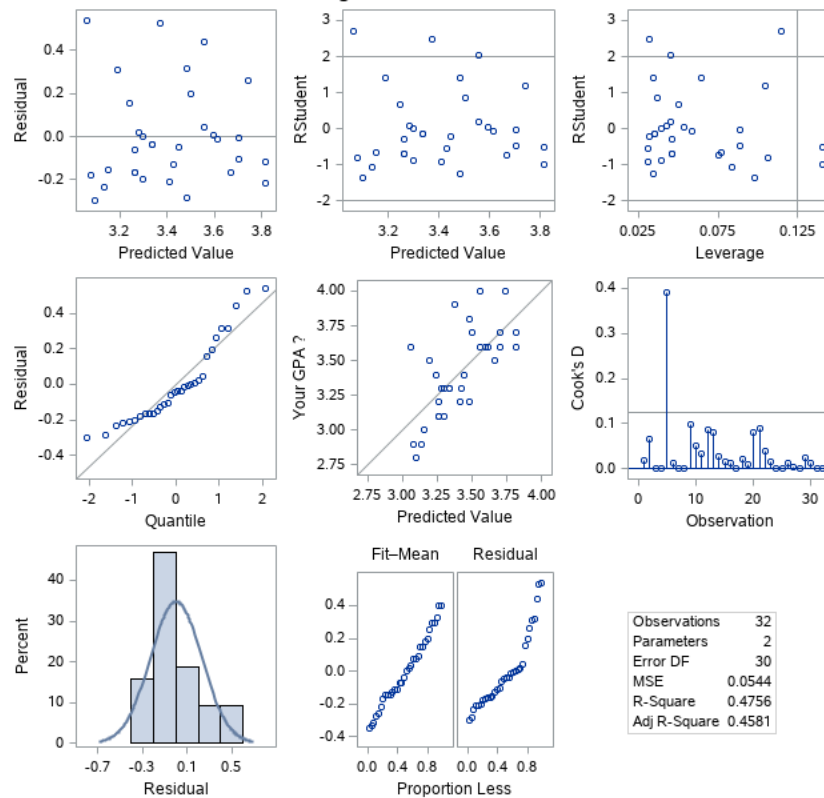 Residual
0.4
0.2
0.0
-0.2
3.2 3.4 3.6 3.8
Predicted Value
RStudent
3
2
1
0
-1
-2
3.2 3.4 3.6 3.8
Predicted Value
RStudent
3
2
1
0
-1
-2
0.025 0.075 0.125
Leverage
Residual
0.4
0.2
0.0
-0.2
-0.4
-2 -1 0 1 2
Quantile
Your GPA ?
4.00
3.75
3.50
3.25
3.00
2.75
2.75 3.00 3.25 3.50 3.75 4.00
Predicted Value
Cook's D
0.4
0.3
0.2
0.1
0.0
0 10 20 30
Observation
Percent
40
30
20
10
0
-0.7 -0.3 0.1 0.5
Residual
Fit–Mean Residual
0.4
0.2
0.0
-0.2
-0.4
0.0 0.4 0.8 0.0 0.4 0.8
Proportion Less
Observations 32
Parameters 2
Error DF 30
MSE 0.0544
R-Square 0.4756
Adj R-Square 0.4581